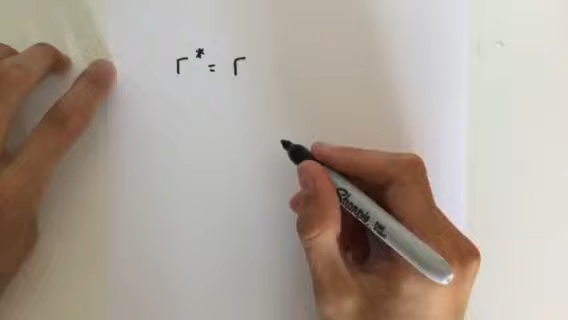 r* = r
Sharpie